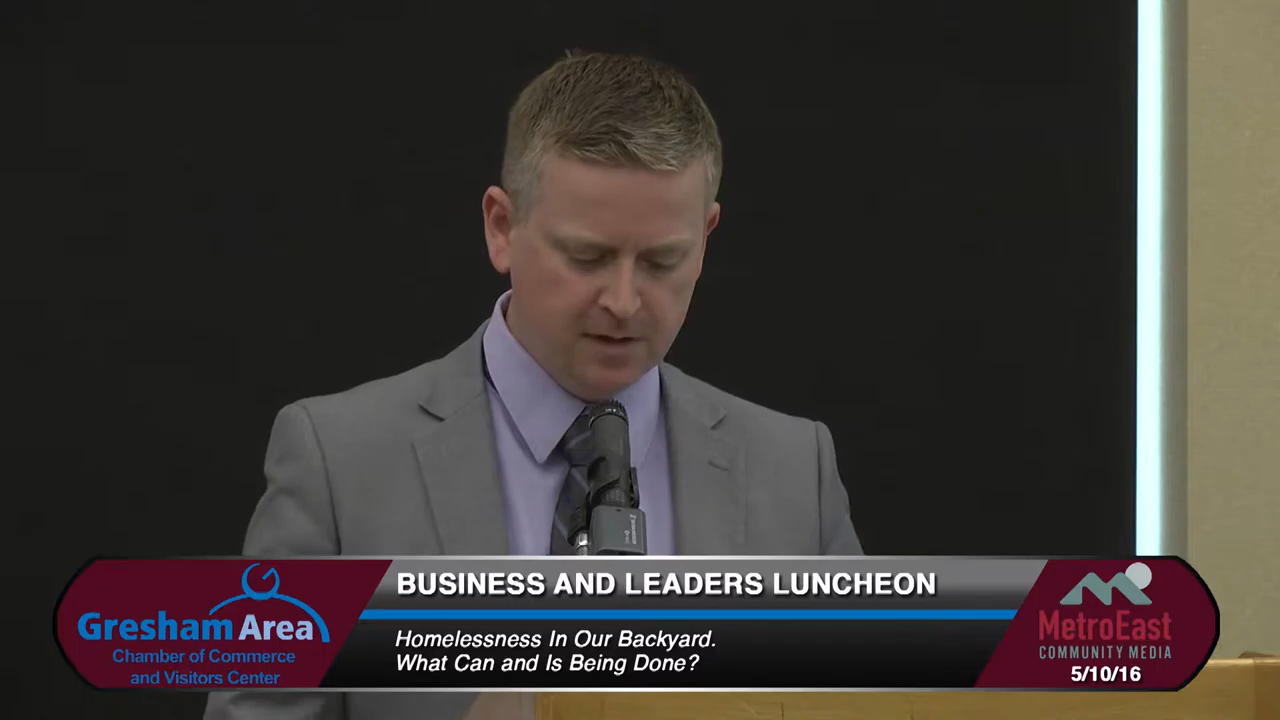 BUSINESS AND LEADERS LUNCHEON
Homelessness In Our Backyard.
What Can and Is Being Done?
Gresham Area
Chamber of Commerce
and Visitors Center
MetroEast
COMMUNITY MEDIA
5/10/16